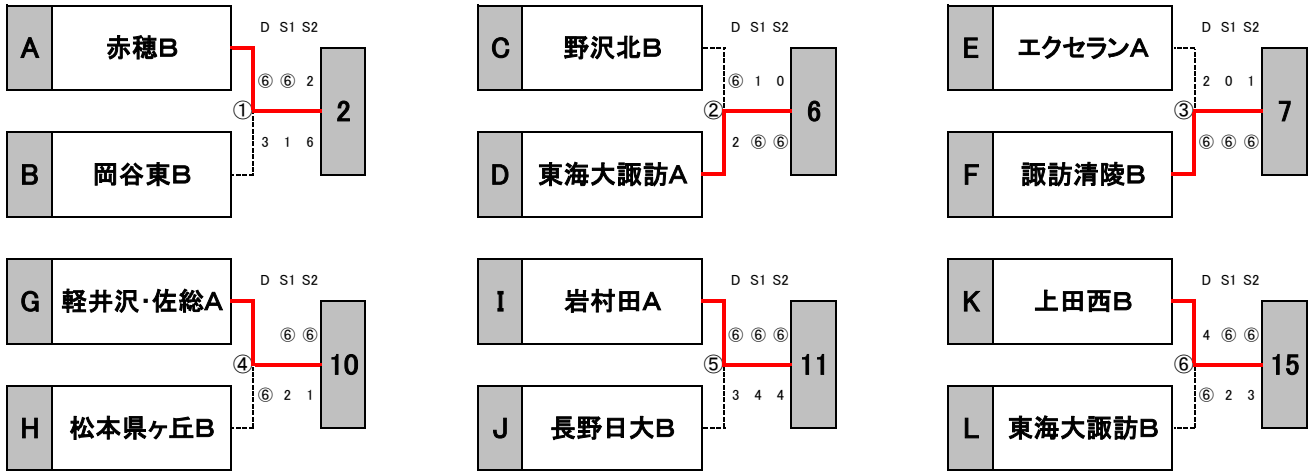 D S1 S2
A 赤穂B
⑥ ⑥ 2
① 2
3 1 6
B 岡谷東B
D S1 S2
C 野沢北B
⑥ 1 0
② 6
2 ⑥ ⑥
D 東海大諏訪A
D S1 S2
E エクセランA
2 0 1
③ 7
⑥ ⑥ ⑥
F 諏訪清陵B
D S1 S2
G 軽井沢・佐総A
⑥ ⑥
④ 10
⑥ 2 1
H 松本県ヶ丘B
D S1 S2
I 岩村田A
⑥ ⑥ ⑥
⑤ 11
3 4 4
J 長野日大B
D S1 S2
K 上田西B
4 ⑥ ⑥
⑥ 15
⑥ 2 3
L 東海大諏訪B